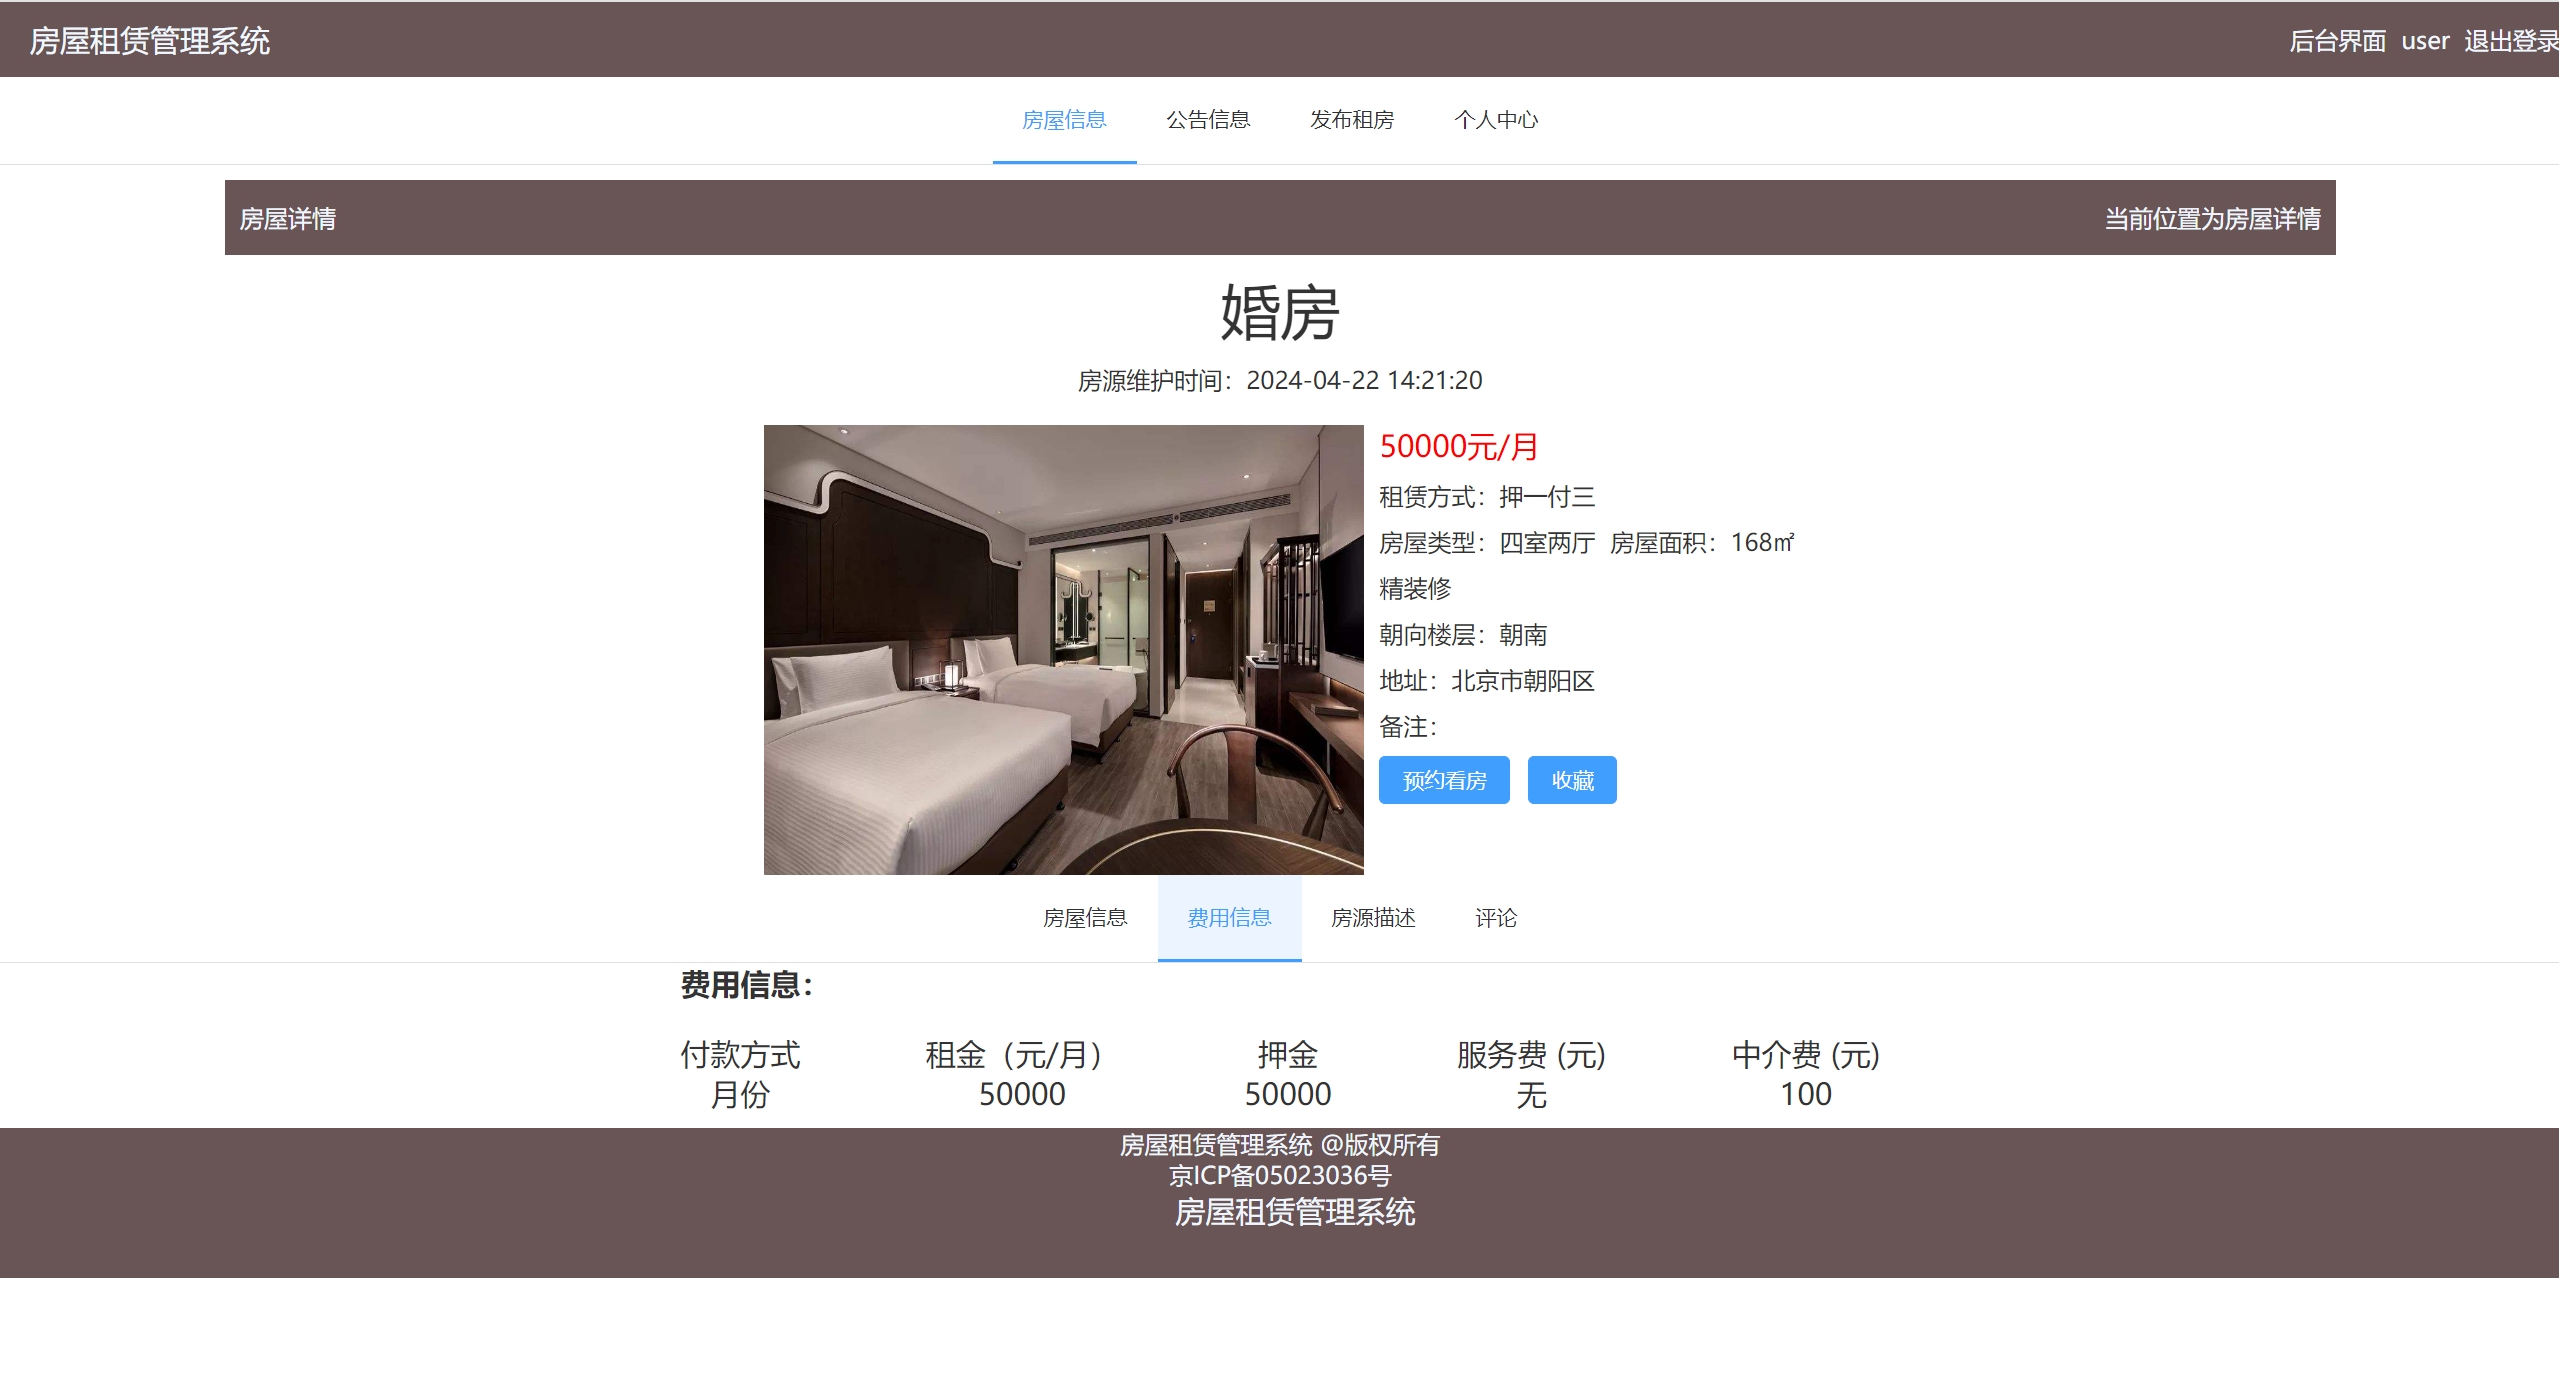 房屋租赁管理系统
后台界面 user 退出登录
房屋信息 公告信息 发布租房 个人中心
房屋详情 当前位置为房屋详情
婚房
房源维护时间：2024-04-22 14:21:20
50000元/月
租赁方式：押一付三
房屋类型：四室两厅 房屋面积：168㎡
精装修
朝向楼层：朝南
地址：北京市朝阳区
备注：
预约看房 收藏
房屋信息 费用信息 房源描述 评论
费用信息：
付款方式 租金（元/月） 押金 服务费 (元) 中介费 (元)
月份 50000 50000 无 100
房屋租赁管理系统 @版权所有
京ICP备05023036号
房屋租赁管理系统